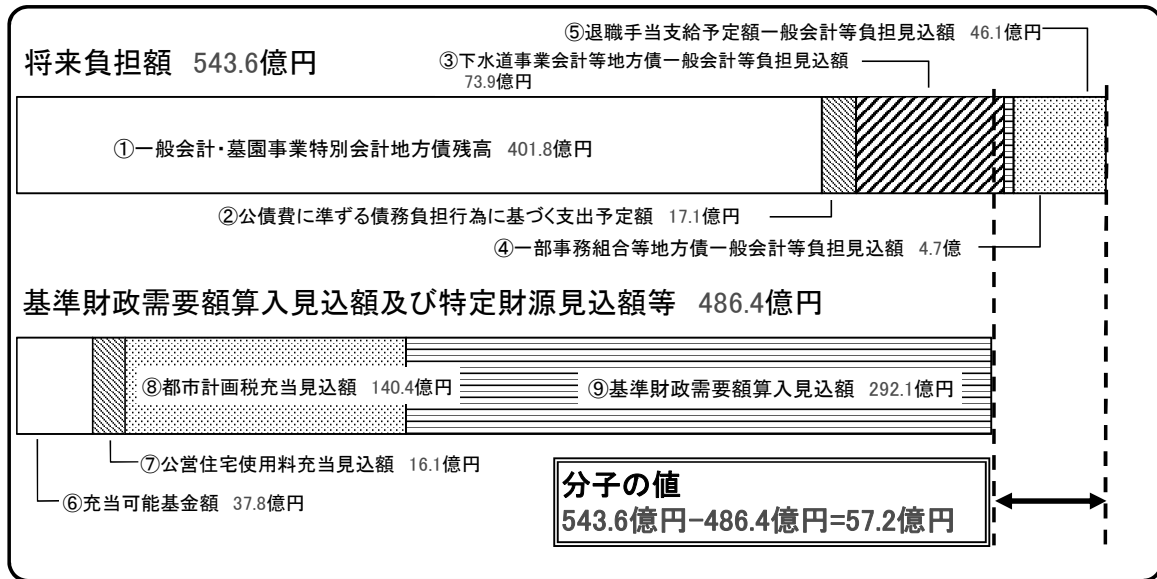 ⑤退職手当支給予定額一般会計等負担見込額 46.1億円
将来負担額 543.6億円
③下水道事業会計等地方債一般会計等負担見込額
73.9億円
①一般会計・墓園事業特別会計地方債残高 401.8億円
②公債費に準ずる債務負担行為に基づく支出予定額 17.1億円
④一部事務組合等地方債一般会計等負担見込額 4.7億
基準財政需要額算入見込額及び特定財源見込額等 486.4億円
⑧都市計画税充当見込額 140.4億円
⑨基準財政需要額算入見込額 292.1億円
⑦公営住宅使用料充当見込額 16.1億円
⑥充当可能基金額 37.8億円
分子の値
543.6億円−486.4億円=57.2億円